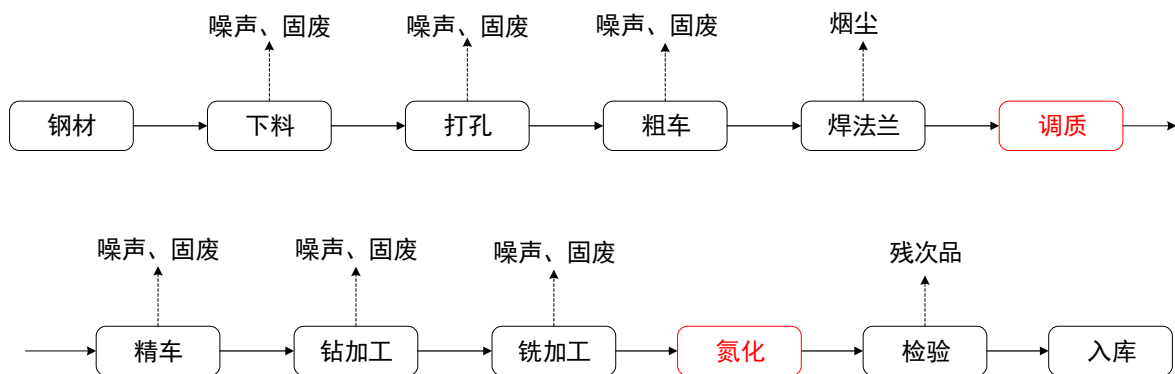 噪声、固废 噪声、固废 噪声、固废 烟尘
钢材 下料 打孔 粗车 焊法兰 调质
噪声、固废 噪声、固废 噪声、固废 残次品
精车 钻加工 铣加工 氮化 检验 入库